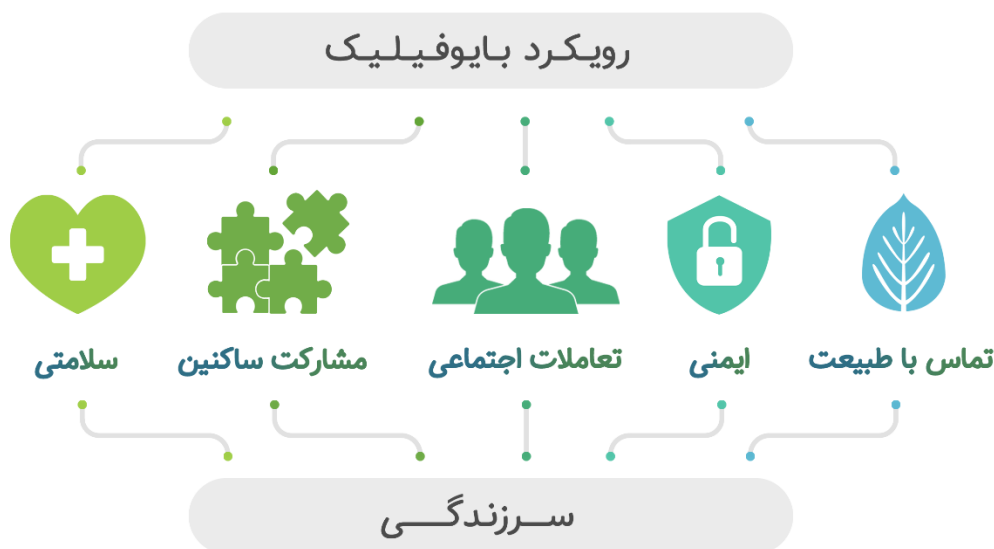 رویکرد بایوفیلیک
تماس با طبیعت
ایمنی
تعاملات اجتماعی
مشارکت ساکنین
سلامتی
سرزندگی